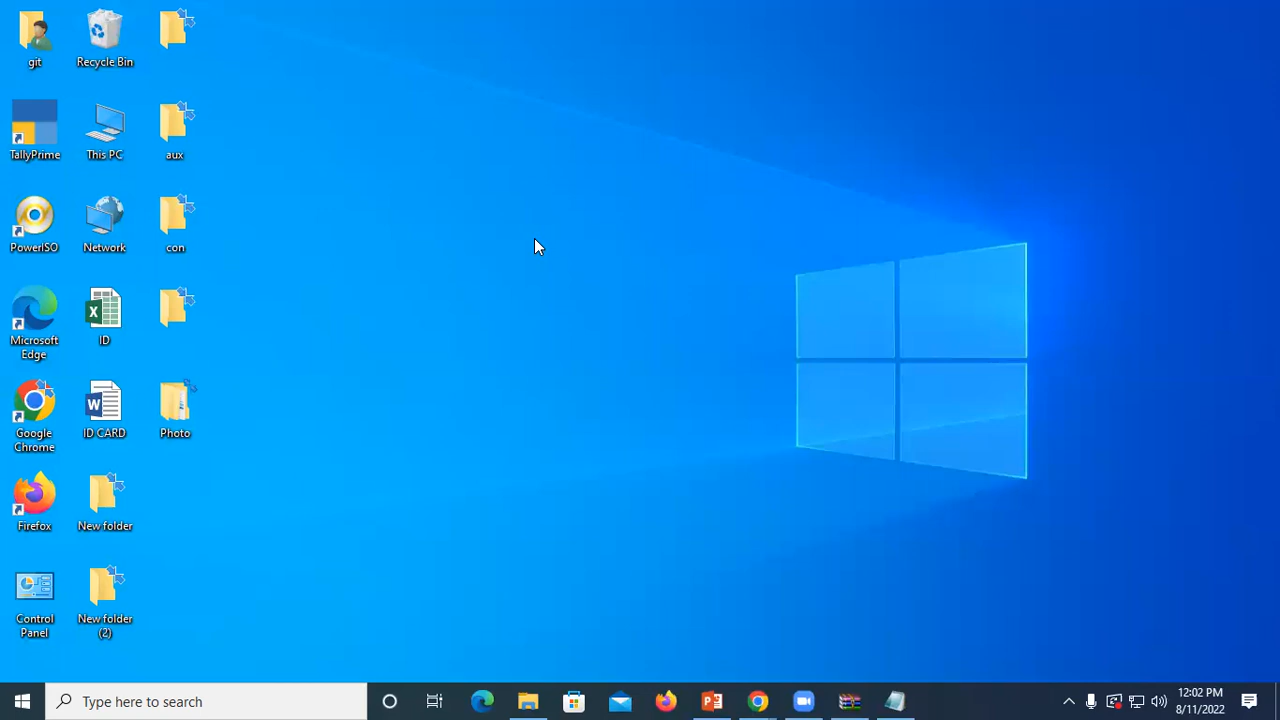 git
Recycle Bin
TallyPrime
This PC
aux
PowerISO
Network
con
Microsoft
Edge
ID
Google
Chrome
ID CARD
Photo
Firefox
New folder
Control
Panel
New folder
(2)
Type here to search
12:02 PM
8/11/2022